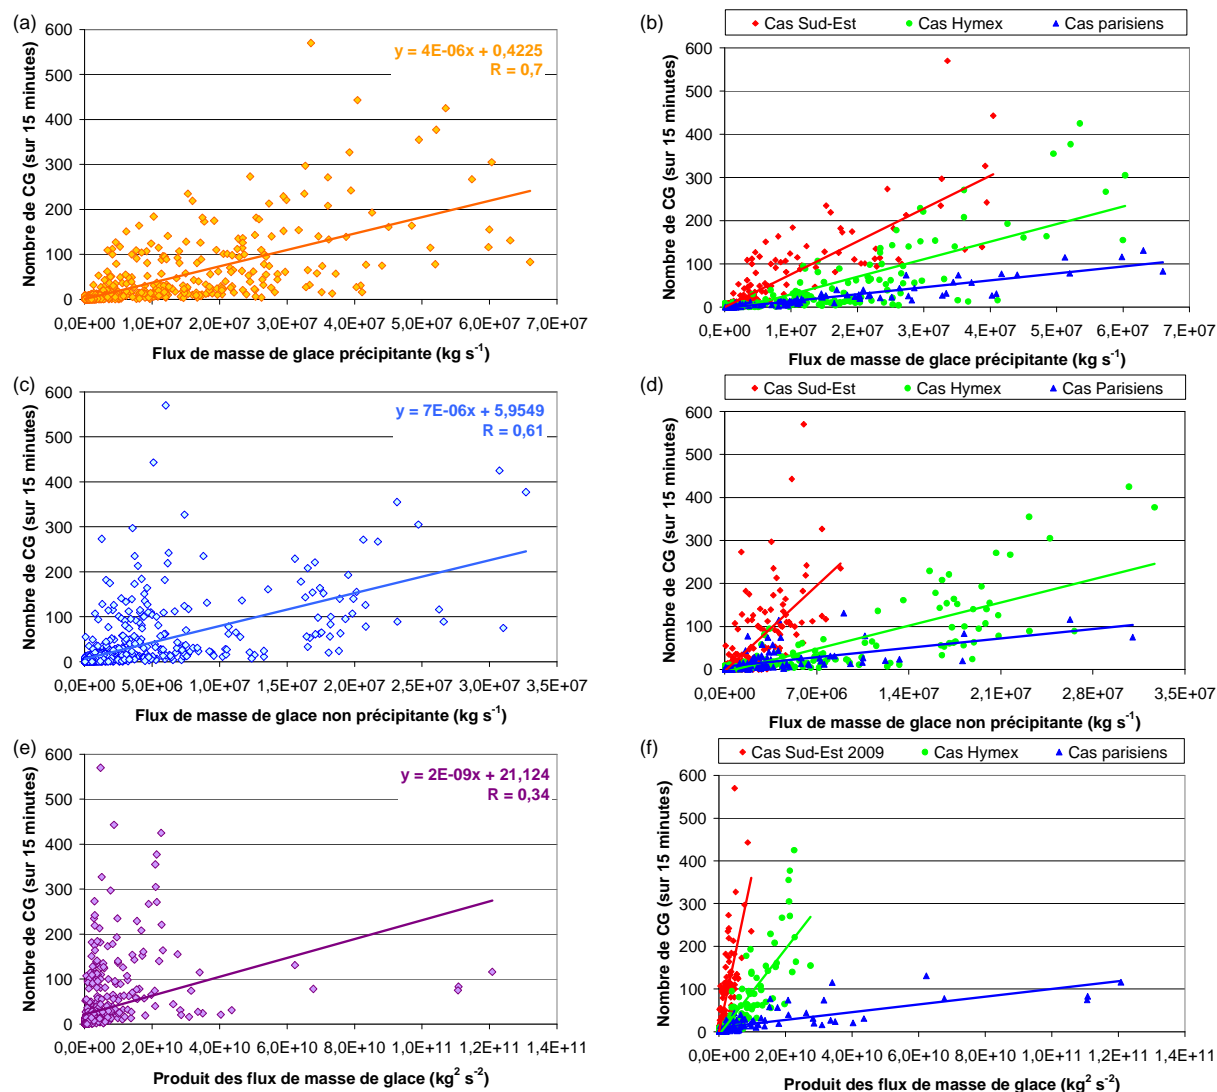 (a)
600
500
400
300
200
100
0
Nombre de CG (sur 15 minutes)
y = 4E-06x + 0,4225
R = 0,7
0,0E+00 1,0E+07 2,0E+07 3,0E+07 4,0E+07 5,0E+07 6,0E+07 7,0E+07
Flux de masse de glace précipitante (kg s-1)
(b)
Cas Sud-Est Cas Hymex Cas parisiens
600
500
400
300
200
100
0
Nombre de CG (sur 15 minutes)
0,E+00 1,E+07 2,E+07 3,E+07 4,E+07 5,E+07 6,E+07 7,E+07
Flux de masse de glace précipitante (kg s-1)
(c)
600
500
400
300
200
100
0
Nombre de CG (sur 15 minutes)
y = 7E-06x + 5,9549
R = 0,61
0,0E+00 5,0E+06 1,0E+07 1,5E+07 2,0E+07 2,5E+07 3,0E+07 3,5E+07
Flux de masse de glace non précipitante (kg s-1)
(d)
Cas Sud-Est Cas Hymex Cas Parisiens
600
500
400
300
200
100
0
Nombre de CG (sur 15 minutes)
0,0E+00 7,0E+06 1,4E+07 2,1E+07 2,8E+07 3,5E+07
Flux de masse de glace non précipitante (kg s-1)
(e)
600
500
400
300
200
100
0
Nombre de CG (sur 15 minutes)
y = 2E-09x + 21,124
R = 0,34
0,0E+00 2,0E+10 4,0E+10 6,0E+10 8,0E+10 1,0E+11 1,2E+11 1,4E+11
Produit des flux de masse de glace (kg2 s-2)
(f)
Cas Sud-Est 2009 Cas Hymex Cas parisiens
600
500
400
300
200
100
0
Nombre de CG (sur 15 minutes)
0,0E+00 2,0E+10 4,0E+10 6,0E+10 8,0E+10 1,0E+11 1,2E+11 1,4E+11
Produit des flux de masse de glace (kg2 s-2)